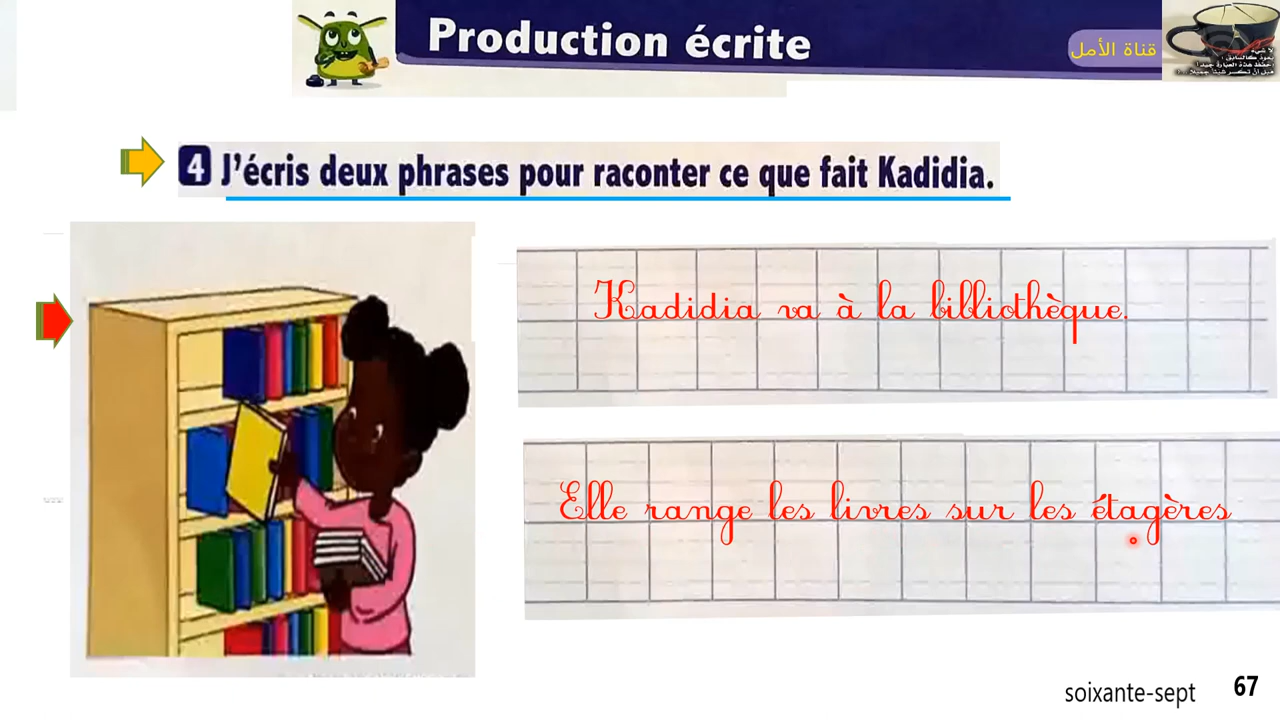 Production écrite
قناة الأمل
4 J'écris deux phrases pour raconter ce que fait Kadidia.
Kadidia va à la bibliothèque.
Elle range les livres sur les étagères
soixante-sept 67